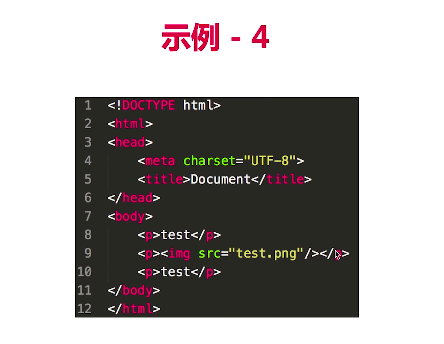 示例 - 4
1 <!DOCTYPE html>
2 <html>
3 <head>
4 <meta charset="UTF-8">
5 <title>Document</title>
6 </head>
7 <body>
8 <p>test</p>
9 <p><img src="test.png"/></p>
10 <p>test</p>
11 </body>
12 </html>